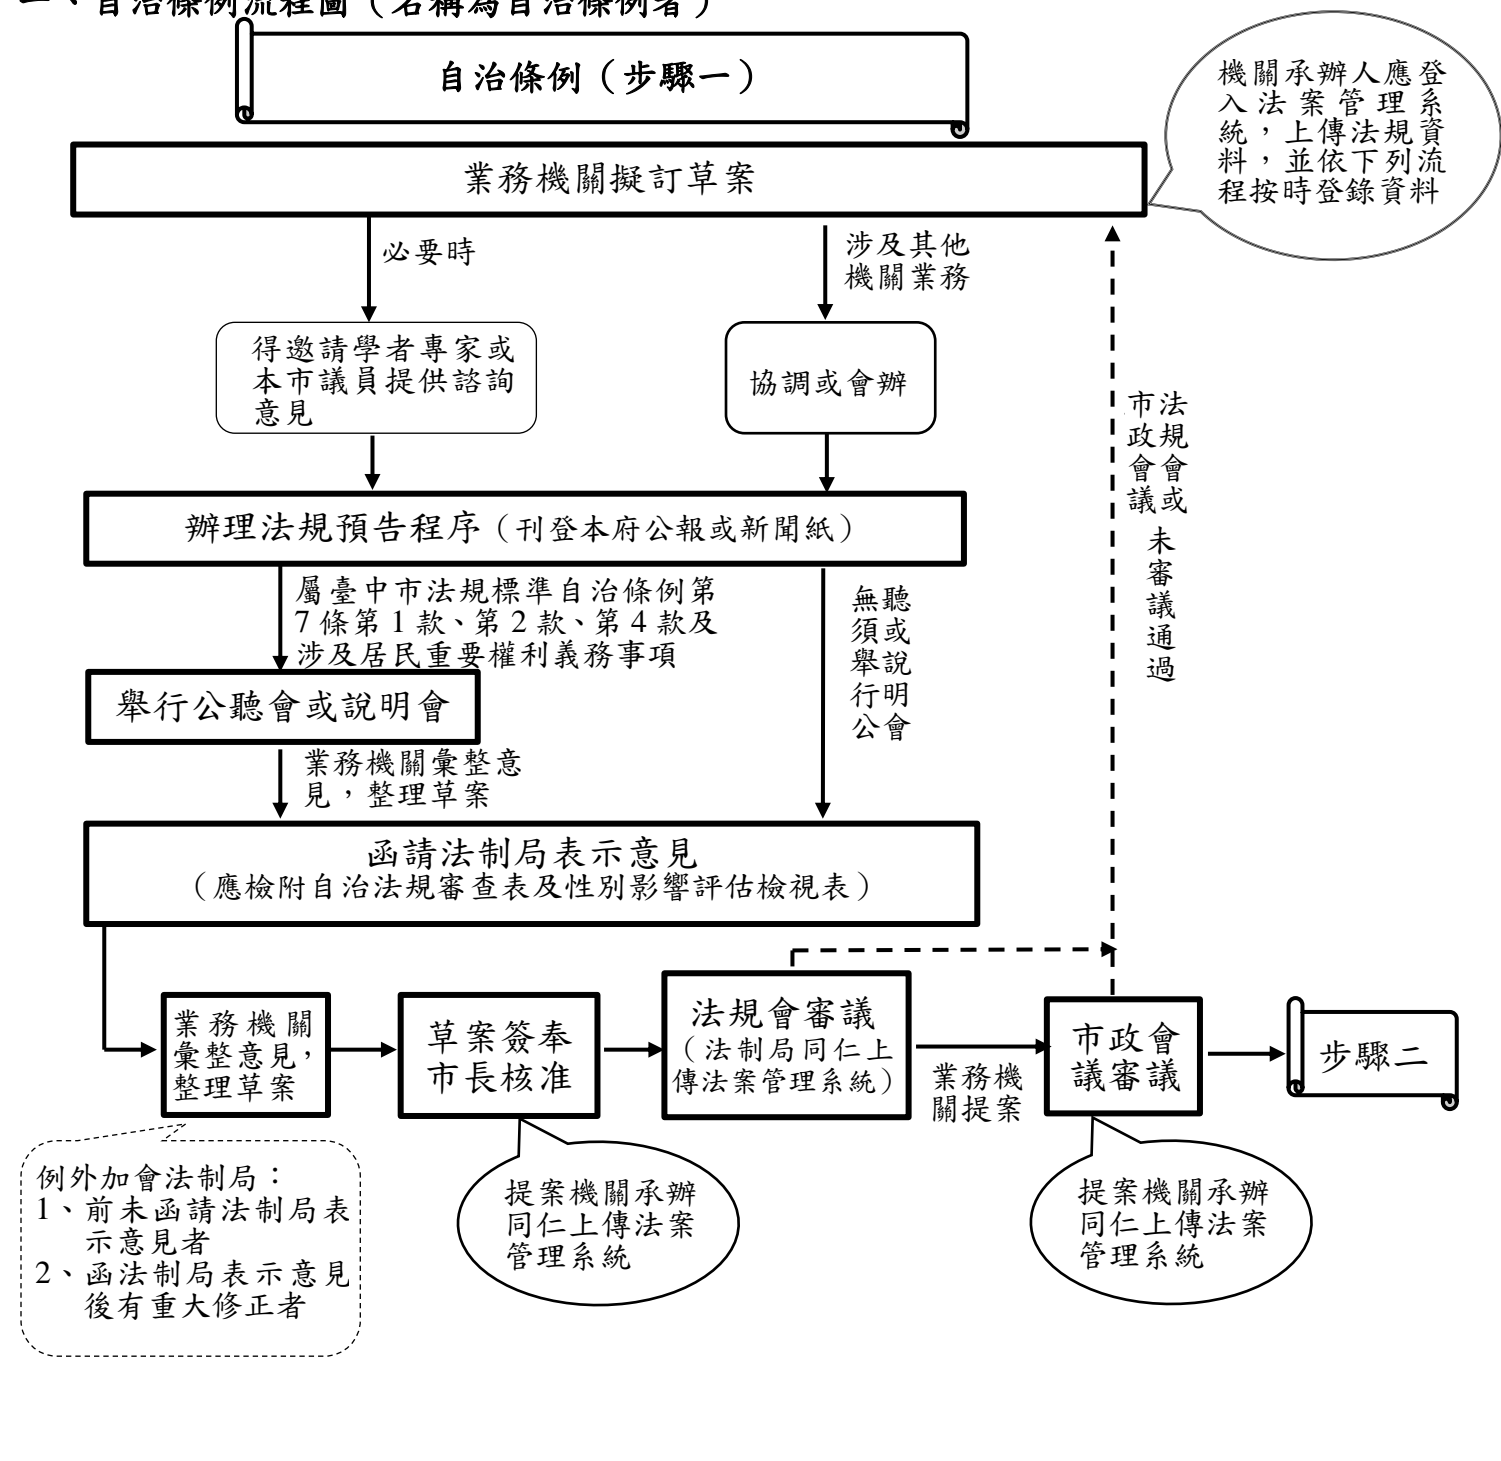 一、自治條例流程圖（名稱為自治條例者）
自治條例（步驟一）
機關承辦人應登
入法案管理系
統，上傳法規資
料，並依下列流
程按時登錄資料
業務機關擬訂草案
必要時
涉及其他
機關業務
得邀請學者專家或
本市議員提供諮詢
意見
協調或會辦
法規會或
市政會議
未審議通過
辦理法規預告程序（刊登本府公報或新聞紙）
屬臺中市法規標準自治條例第
7條第1款、第2款、第4款及
涉及居民重要權利義務事項
無須舉行公
聽或說明會
舉行公聽會或說明會
業務機關彙整意
見，整理草案
函請法制局表示意見
（應檢附自治法規審查表及性別影響評估檢視表）
業務機關
彙整意見，
整理草案
草案簽奉
市長核准
法規會審議
（法制局同仁上
傳法案管理系統）
業務機
關提案
市政會
議審議
步驟二
例外加會法制局：
1、前未函請法制局表
示意見者
2、函法制局表示意見
後有重大修正者
提案機關承辦
同仁上傳法案
管理系統
提案機關承辦
同仁上傳法案
管理系統